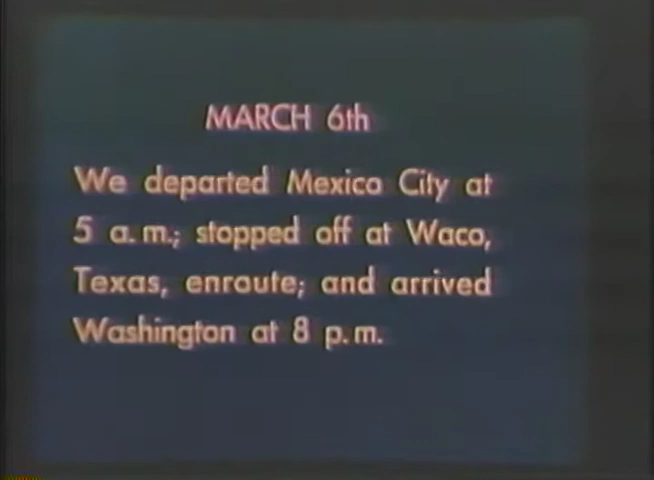 MARCH 6th
We departed Mexico City at
5 a.m.; stopped off at Waco,
Texas, enroute; and arrived
Washington at 8 p.m.